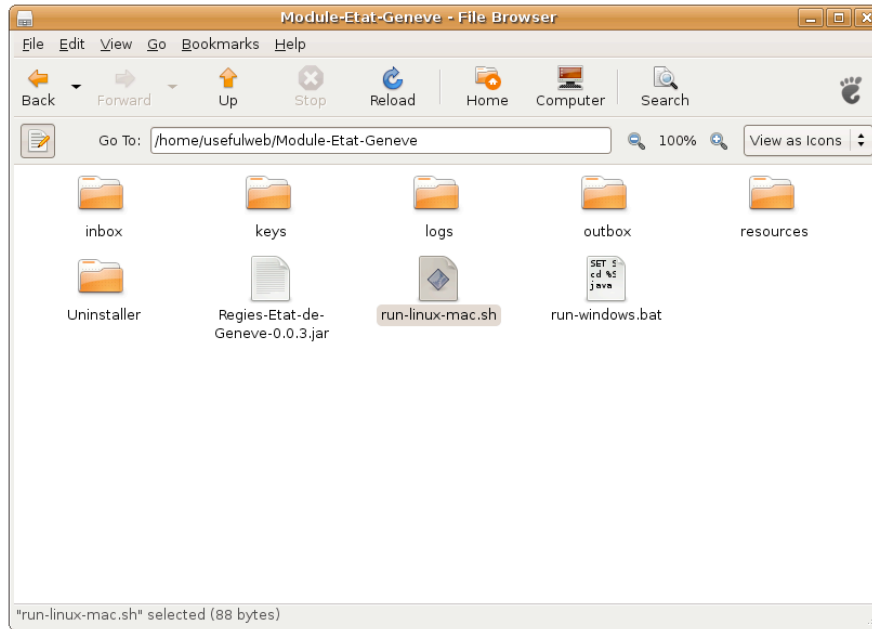 Module-Etat-Geneve - File Browser
File Edit View Go Bookmarks Help
Back Forward Up Stop Reload Home Computer Search
Go To: /home/usefulweb/Module-Etat-Geneve 100% View as Icons
inbox keys logs outbox resources
SET S
cd %S
java
Uninstaller Regies-Etat-de-Geneve-0.0.3.jar run-linux-mac.sh run-windows.bat
"run-linux-mac.sh" selected (88 bytes)